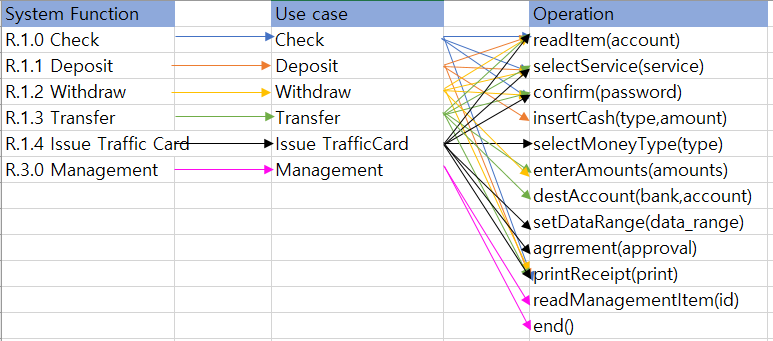 System Function Use case Operation
R.1.0 Check Check readItem(account)
R.1.1 Deposit Deposit selectService(service)
R.1.2 Withdraw Withdraw confirm(password)
R.1.3 Transfer Transfer insertCash(type,amount)
R.1.4 Issue Traffic Card Issue TrafficCard selectMoneyType(type)
R.3.0 Management Management enterAmounts(amounts)
destAccount(bank,account)
setDataRange(data_range)
agrrement(approval)
printReceipt(print)
readManagementItem(id)
end()